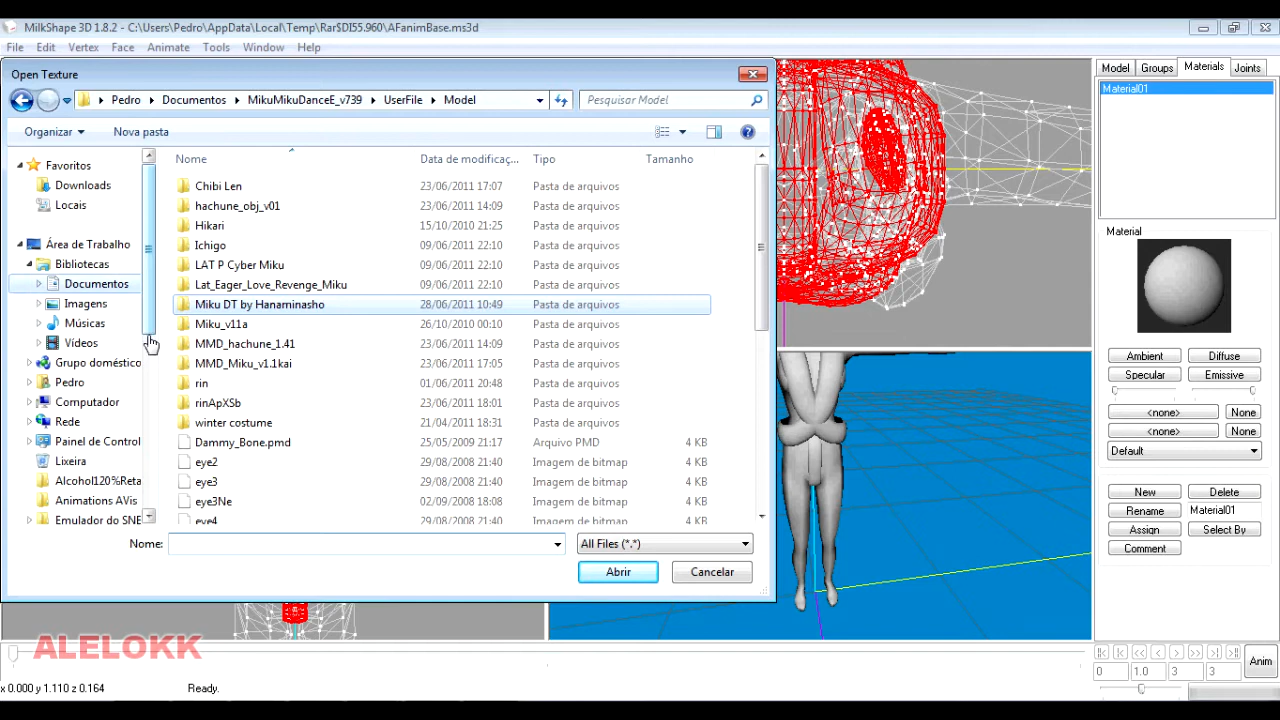 MilkShape 3D 1.8.2 - C:\Users\Pedro\AppData\Local\Temp\Rar$DI55.960\AFanimBase.ms3d
File Edit Vertex Face Animate Tools Window Help
Open Texture
Pedro Documentos MikuMikuDanceE_v739 UserFile Model Pesquisar Model
Organizar Nova pasta
Favoritos
Downloads
Locais
Área de Trabalho
Bibliotecas
Documentos
Imagens
Músicas
Vídeos
Grupo doméstico
Pedro
Computador
Rede
Painel de Control
Lixeira
Alcohol120%Reta
Animations AVis
Emulador do SNE
Nome Data de modificaç... Tipo Tamanho
Chibi Len 23/06/2011 17:07 Pasta de arquivos
hachune_obj_v01 23/06/2011 14:09 Pasta de arquivos
Hikari 15/10/2010 21:25 Pasta de arquivos
Ichigo 09/06/2011 22:10 Pasta de arquivos
LAT P Cyber Miku 09/06/2011 22:10 Pasta de arquivos
Lat_Eager_Love_Revenge_Miku 09/06/2011 22:10 Pasta de arquivos
Miku DT by Hanaminasho 28/06/2011 10:49 Pasta de arquivos
Miku_v11a 26/10/2010 00:10 Pasta de arquivos
MMD_hachune_1.41 23/06/2011 14:09 Pasta de arquivos
MMD_Miku_v1.1kai 23/06/2011 17:05 Pasta de arquivos
rin 01/06/2011 20:48 Pasta de arquivos
rinApXSb 23/06/2011 18:01 Pasta de arquivos
winter costume 21/04/2011 18:31 Pasta de arquivos
Dammy_Bone.pmd 25/05/2009 21:17 Arquivo PMD 4 KB
eye2 29/08/2008 21:40 Imagem de bitmap 4 KB
eye3 29/08/2008 21:40 Imagem de bitmap 4 KB
eye3Ne 02/09/2008 18:08 Imagem de bitmap 4 KB
eye4 29/08/2008 21:40 Imagem de bitmap 4 KB
Nome: All Files (*.*)
Abrir Cancelar
Model Groups Materials Joints
Material01
Material
Ambient Diffuse
Specular Emissive
<none> None
<none> None
Default
New Delete
Rename Material01
Assign Select By
Comment
ALELOKK
0 1.0 3 3 Anim
x 0.000 y 1.110 z 0.164 Ready.